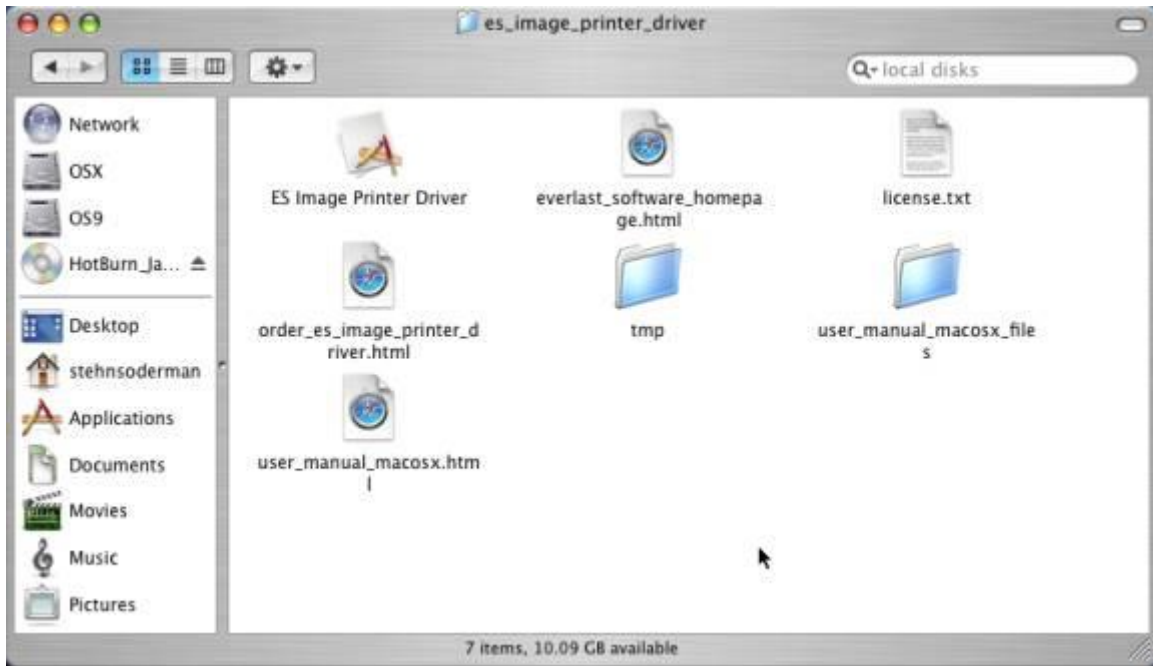 es_image_printer_driver
local disks
Network
OSX
OS9
HotBurn_Ja...
Desktop
stehnsoderman
Applications
Documents
Movies
Music
Pictures
ES Image Printer Driver
everlast_software_homepa
ge.html
license.txt
order_es_image_printer_d
river.html
tmp
user_manual_macosx_file
s
user_manual_macosx.htm
l
7 items, 10.09 GB available